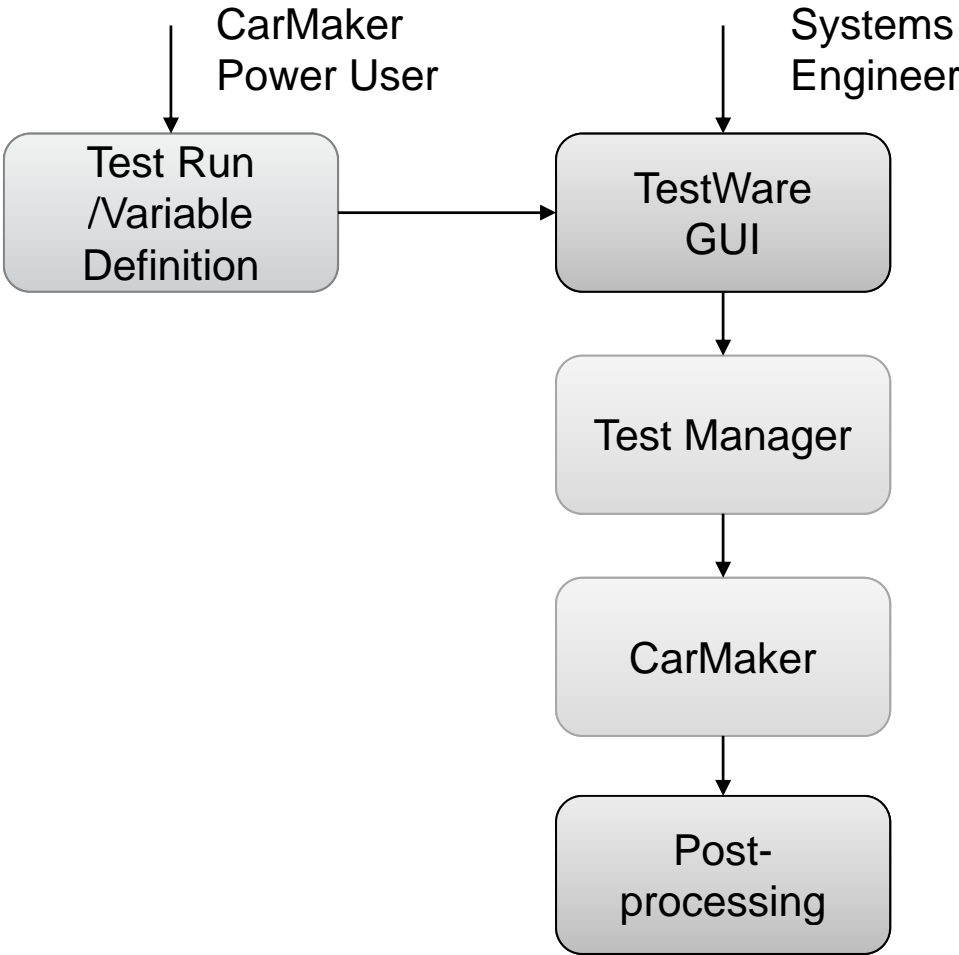 CarMaker
Power User
Systems
Engineer
Test Run
/Variable
Definition
TestWare
GUI
Test Manager
CarMaker
Post-
processing